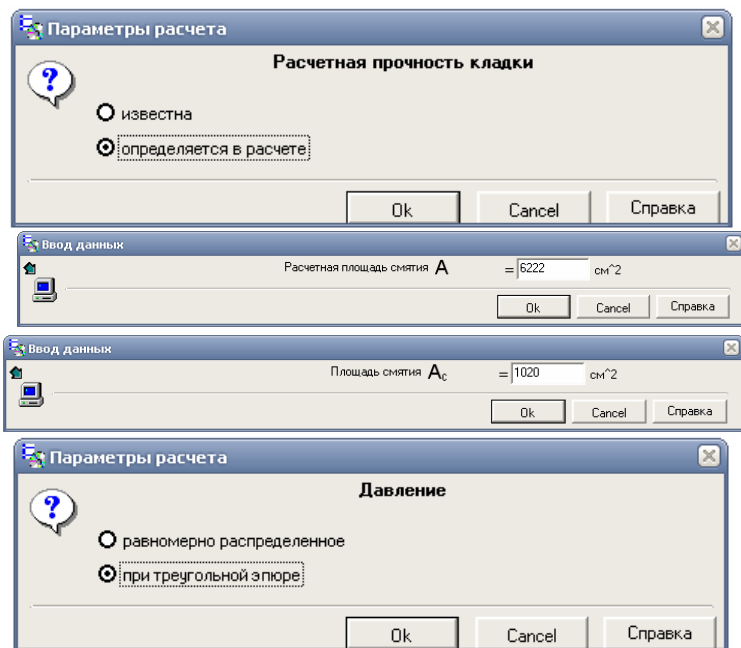 Параметры расчета
Расчетная прочность кладки
известна
определяется в расчете
Ok Cancel Справка
Ввод данных
Расчетная площадь смятия A = 6222 см^2
Ok Cancel Справка
Ввод данных
Площадь смятия Ac = 1020 см^2
Ok Cancel Справка
Параметры расчета
Давление
равномерно распределенное
при треугольной эпюре
Ok Cancel Справка